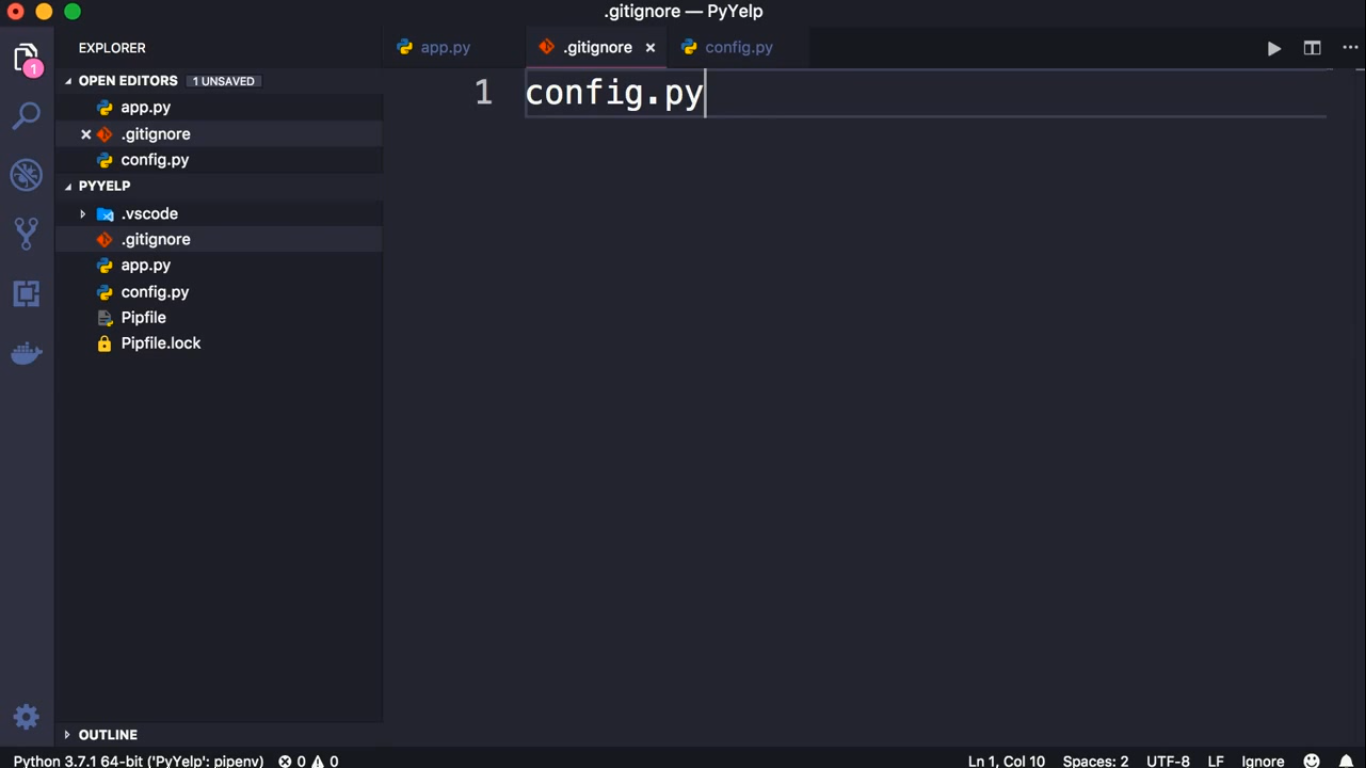 .gitignore — PyYelp
EXPLORER
OPEN EDITORS 1 UNSAVED
app.py
.gitignore
config.py
PYYELP
.vscode
.gitignore
app.py
config.py
Pipfile
Pipfile.lock
OUTLINE
1
app.py .gitignore × config.py
1 config.py
Python 3.7.1 64-bit ('PyYelp': pipenv) 0 0 Ln 1, Col 10 Spaces: 2 UTF-8 LF Ignore